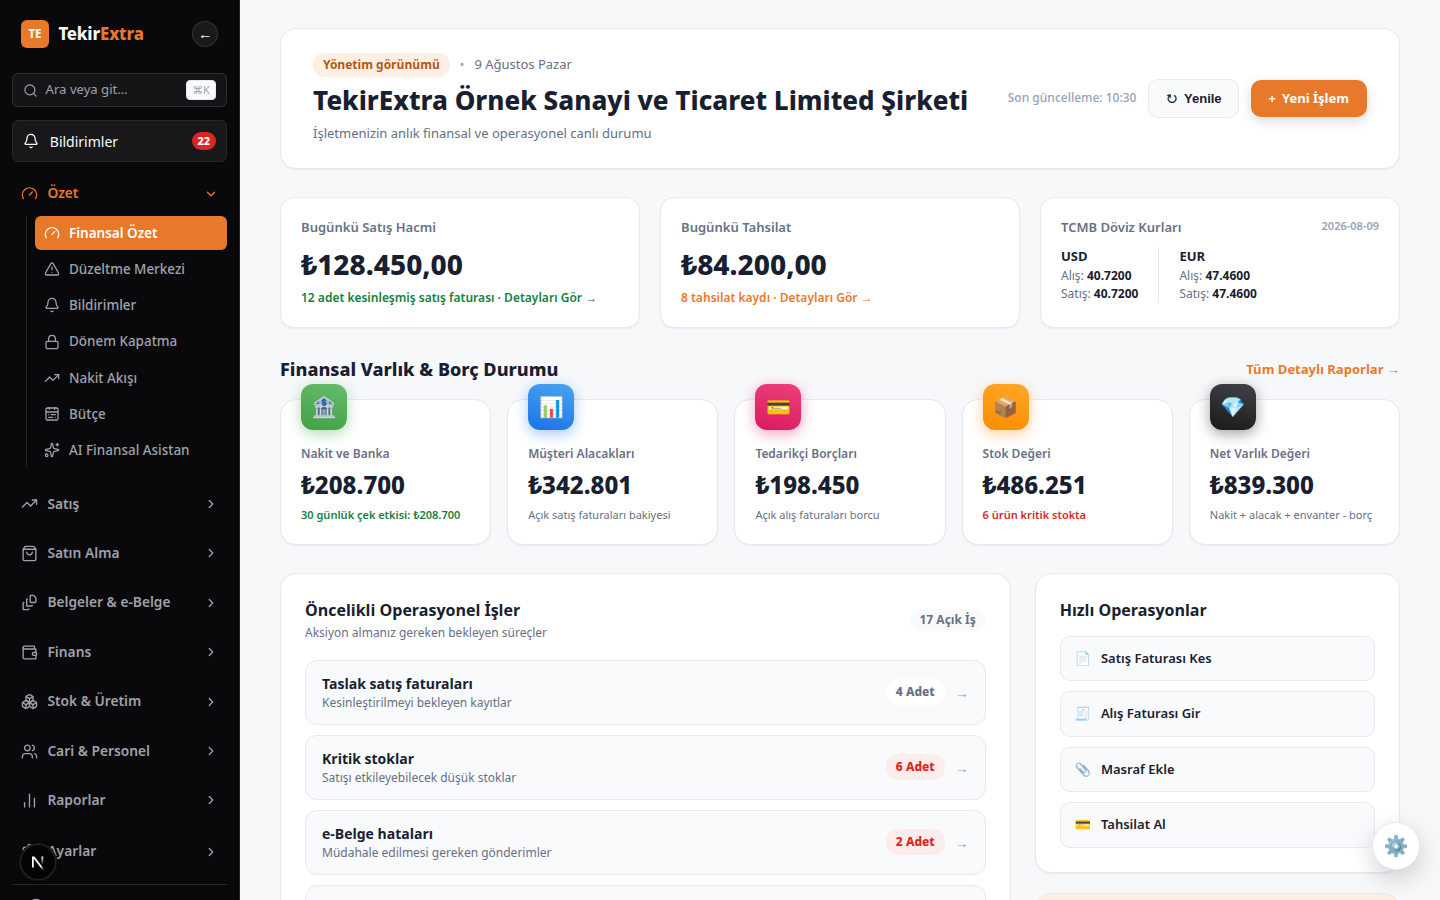 TE
TekirExtra
←
Ara veya git...
⌘K
Bildirimler
22
Özet
Finansal Özet
Düzeltme Merkezi
Bildirimler
Dönem Kapatma
Nakit Akışı
Bütçe
AI Finansal Asistan
Satış
Satın Alma
Belgeler & e-Belge
Finans
Stok & Üretim
Cari & Personel
Raporlar
Ayarlar
N
Yönetim görünümü • 9 Ağustos Pazar
TekirExtra Örnek Sanayi ve Ticaret Limited Şirketi
İşletmenizin anlık finansal ve operasyonel canlı durumu
Son güncelleme: 10:30
↻ Yenile
+ Yeni İşlem
Bugünkü Satış Hacmi
₺128.450,00
12 adet kesinleşmiş satış faturası · Detayları Gör →
Bugünkü Tahsilat
₺84.200,00
8 tahsilat kaydı · Detayları Gör →
TCMB Döviz Kurları
2026-08-09
USD
Alış: 40.7200
Satış: 40.7200
EUR
Alış: 47.4600
Satış: 47.4600
Finansal Varlık & Borç Durumu
Tüm Detaylı Raporlar →
Nakit ve Banka
₺208.700
30 günlük çek etkisi: ₺208.700
Müşteri Alacakları
₺342.801
Açık satış faturaları bakiyesi
Tedarikçi Borçları
₺198.450
Açık alış faturaları borcu
Stok Değeri
₺486.251
6 ürün kritik stokta
Net Varlık Değeri
₺839.300
Nakit + alacak + envanter - borç
Öncelikli Operasyonel İşler
Aksiyon almanız gereken bekleyen süreçler
17 Açık İş
Taslak satış faturaları
Kesinleştirilmeyi bekleyen kayıtlar
4 Adet →
Kritik stoklar
Satışı etkileyebilecek düşük stoklar
6 Adet →
e-Belge hataları
Müdahale edilmesi gereken gönderimler
2 Adet →
Hızlı Operasyonlar
Satış Faturası Kes
Alış Faturası Gir
Masraf Ekle
Tahsilat Al